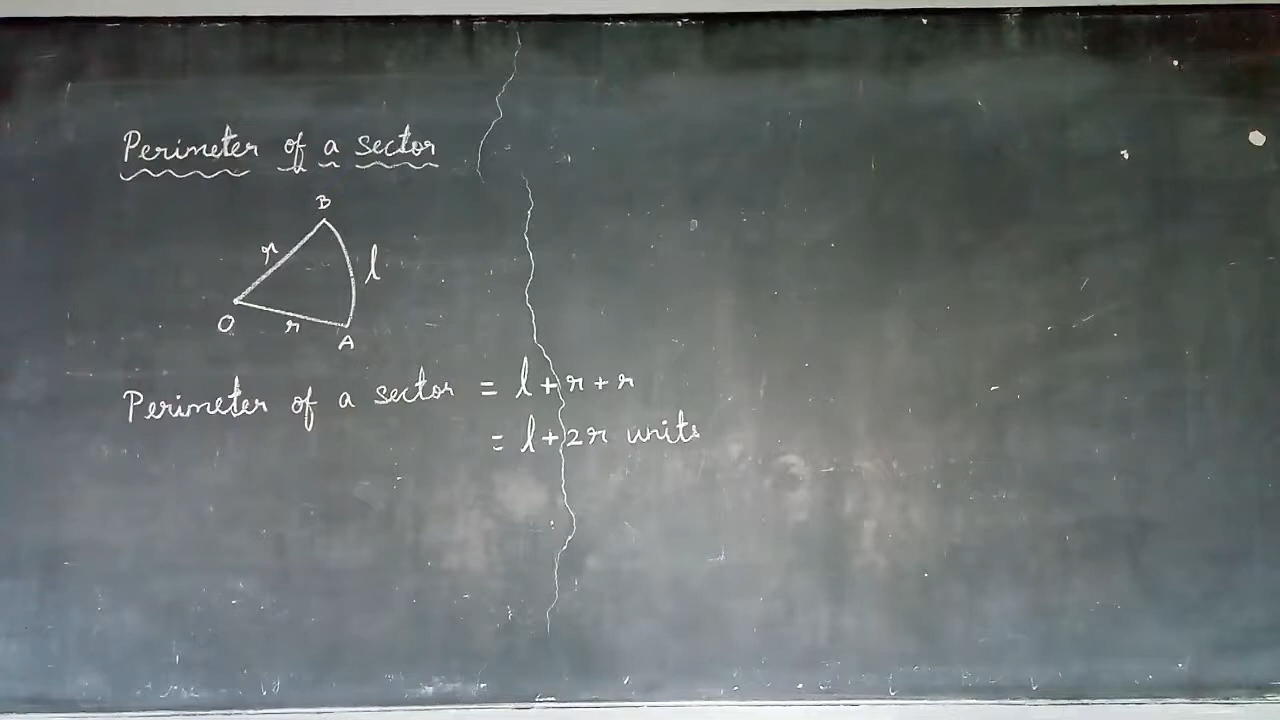 Perimeter of a sector
B
r
l
O
r
A
Perimeter of a sector = l + r + r
= l + 2r units